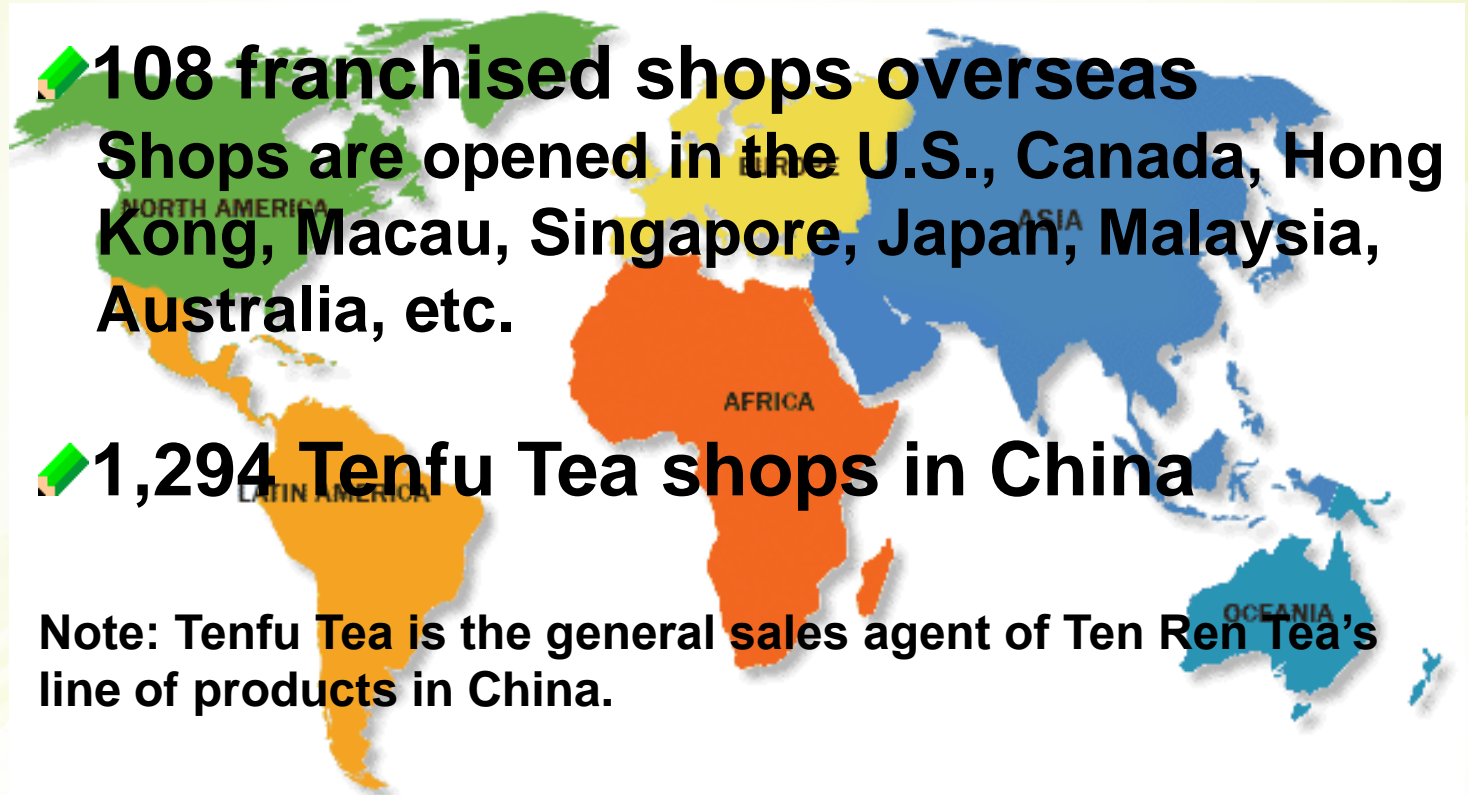 108 franchised shops overseas
Shops are opened in the U.S., Canada, Hong
Kong, Macau, Singapore, Japan, Malaysia,
Australia, etc.
1,294 Tenfu Tea shops in China
Note: Tenfu Tea is the general sales agent of Ten Ren Tea’s
line of products in China.
NORTH AMERICA
EUROPE
ASIA
AFRICA
LATIN AMERICA
OCEANIA